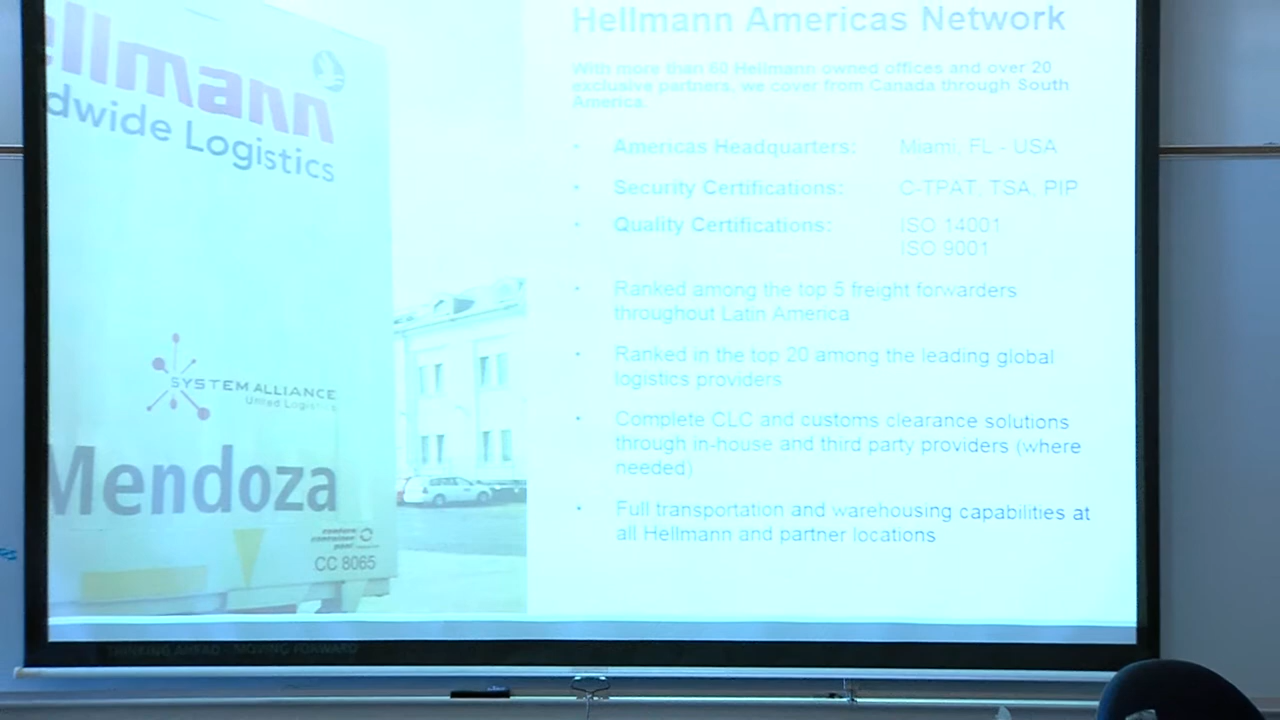 ellmann
dwide Logistics
SYSTEM ALLIANCE
United Logistics
Mendoza
CC 8065
Hellmann Americas Network
With more than 60 Hellmann owned offices and over 20
exclusive partners, we cover from Canada through South
America.
• Americas Headquarters: Miami, FL - USA
• Security Certifications: C-TPAT, TSA, PIP
• Quality Certifications: ISO 14001
ISO 9001
• Ranked among the top 5 freight forwarders
throughout Latin America
• Ranked in the top 20 among the leading global
logistics providers
• Complete CLC and customs clearance solutions
through in-house and third party providers (where
needed)
• Full transportation and warehousing capabilities at
all Hellmann and partner locations
THINKING AHEAD - MOVING FORWARD